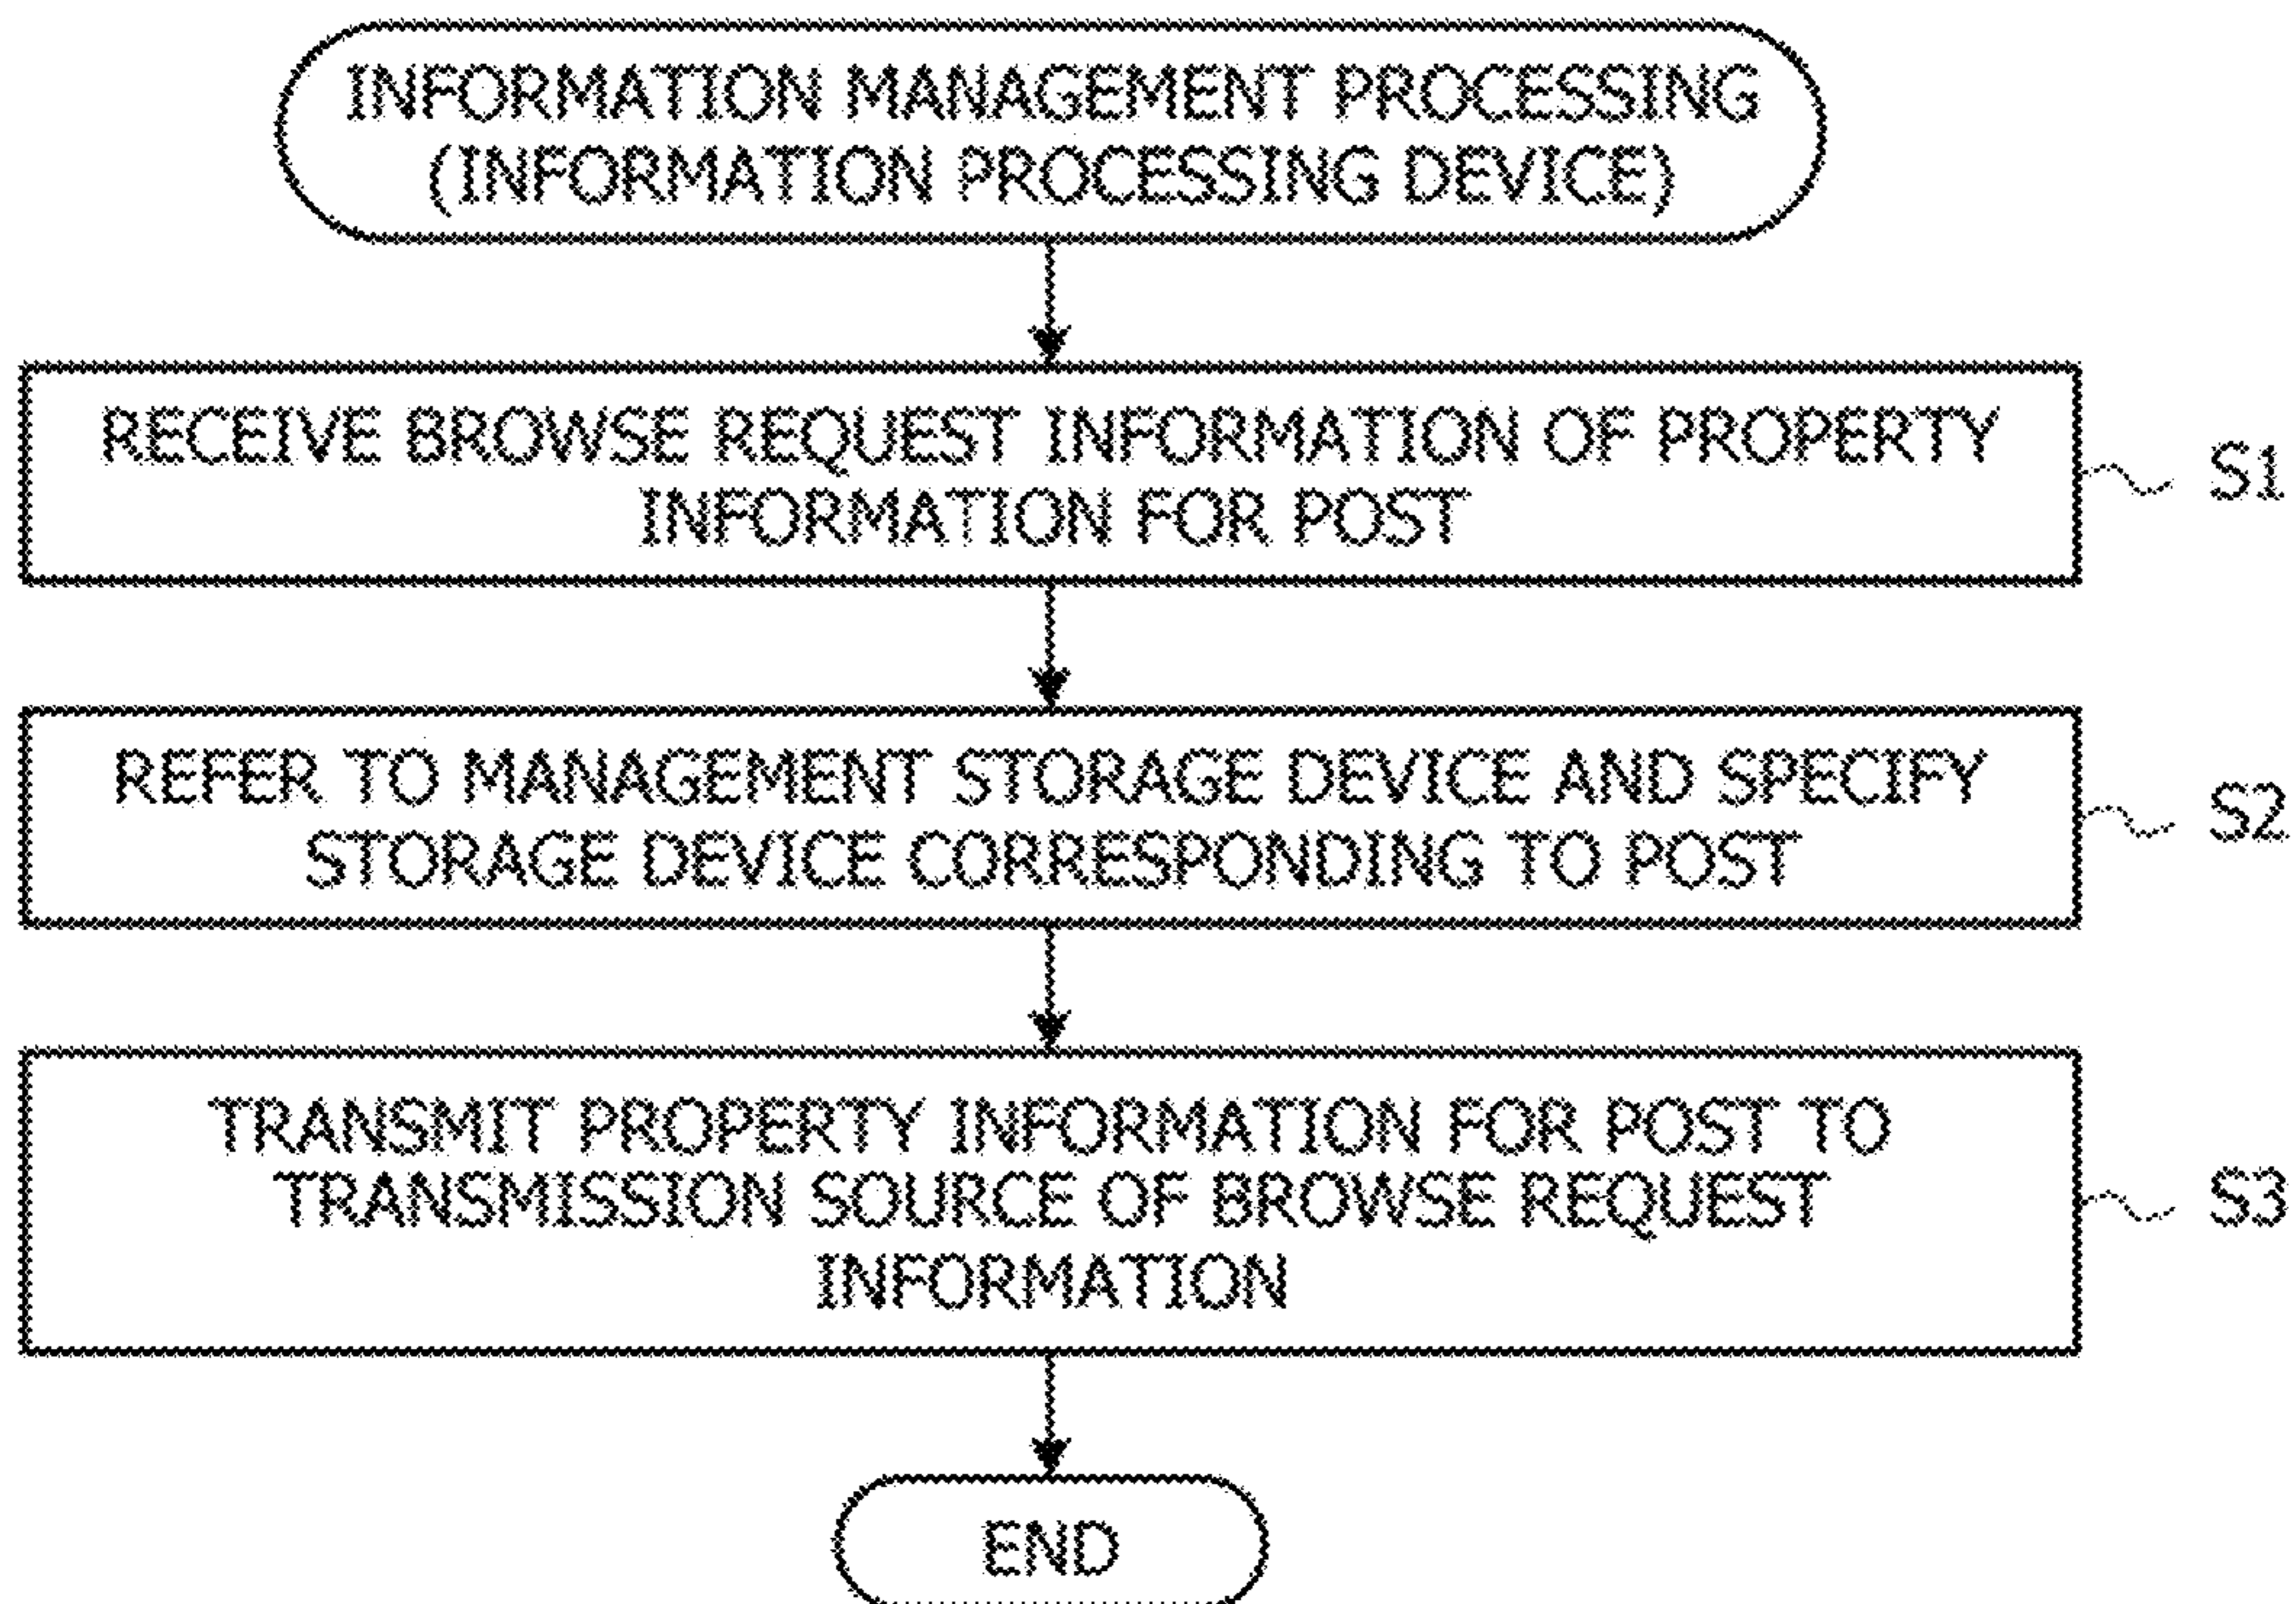 INFORMATION MANAGEMENT PROCESSING
(INFORMATION PROCESSING DEVICE)
RECEIVE BROWSE REQUEST INFORMATION OF PROPERTY
INFORMATION FOR POST
S1
REFER TO MANAGEMENT STORAGE DEVICE AND SPECIFY
STORAGE DEVICE CORRESPONDING TO POST
S2
TRANSMIT PROPERTY INFORMATION FOR POST TO
TRANSMISSION SOURCE OF BROWSE REQUEST
INFORMATION
S3
END